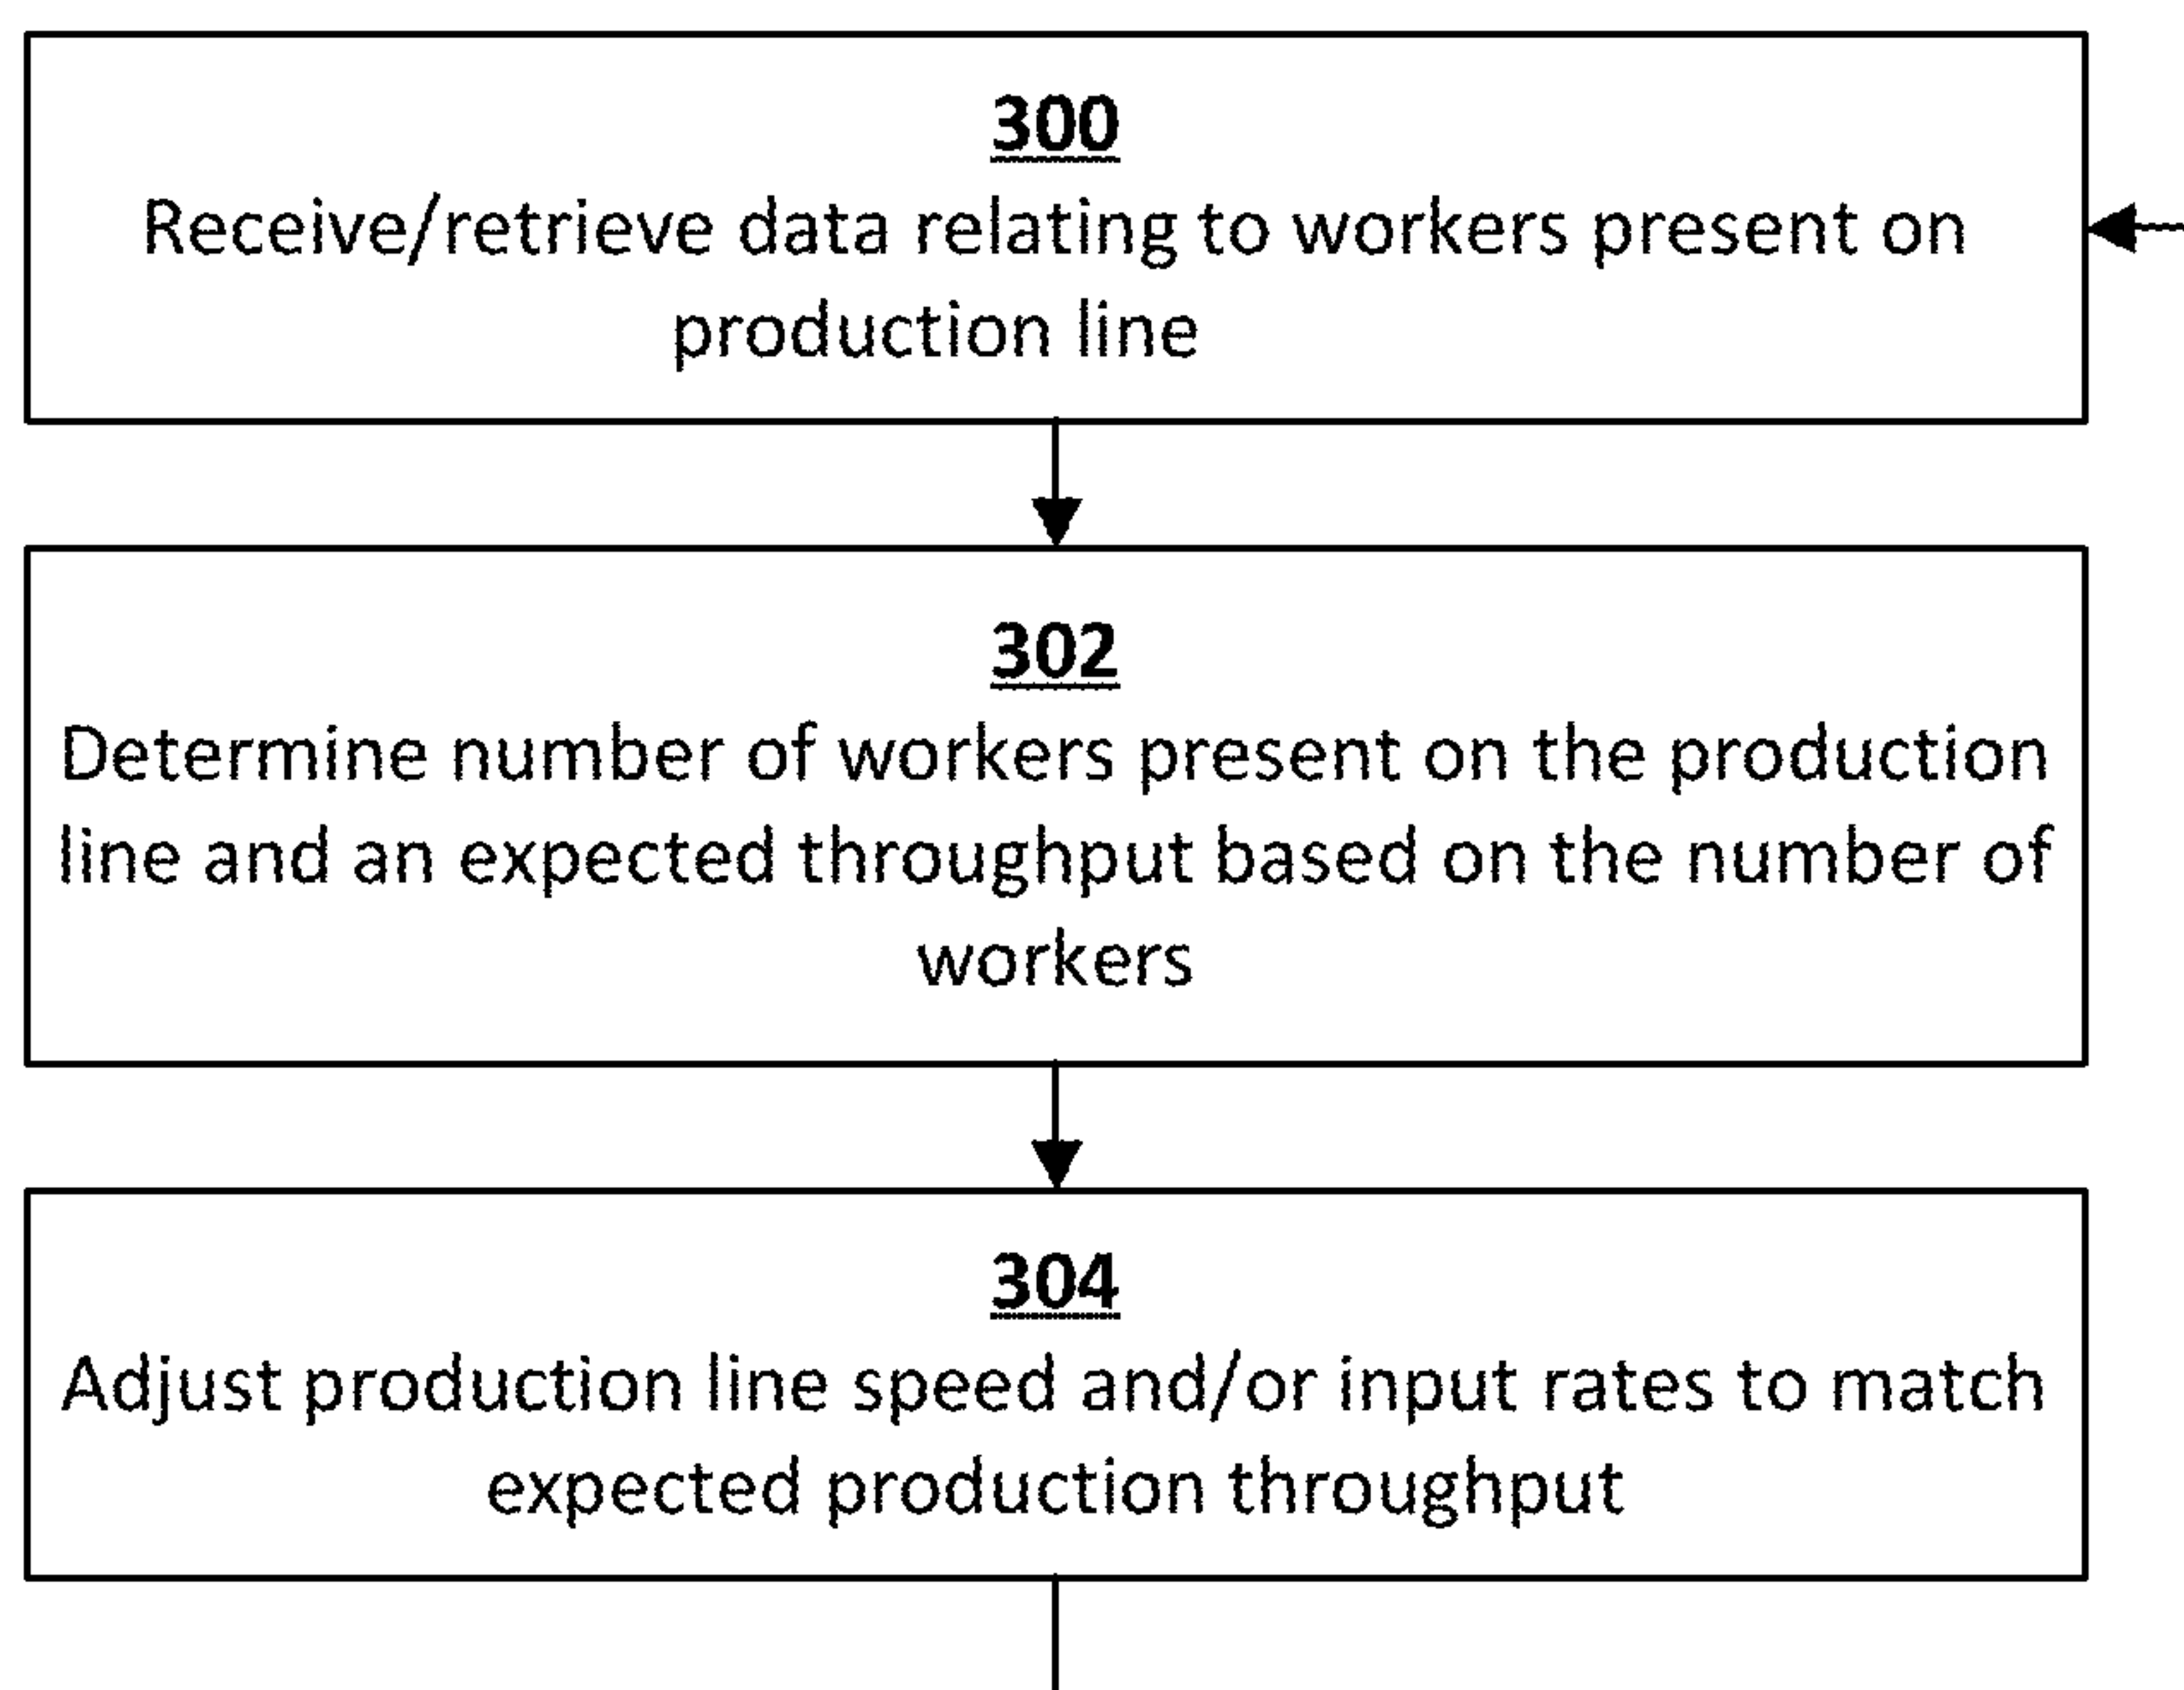 300
Receive/retrieve data relating to workers present on
production line
302
Determine number of workers present on the production
line and an expected throughput based on the number of
workers
304
Adjust production line speed and/or input rates to match
expected production throughput